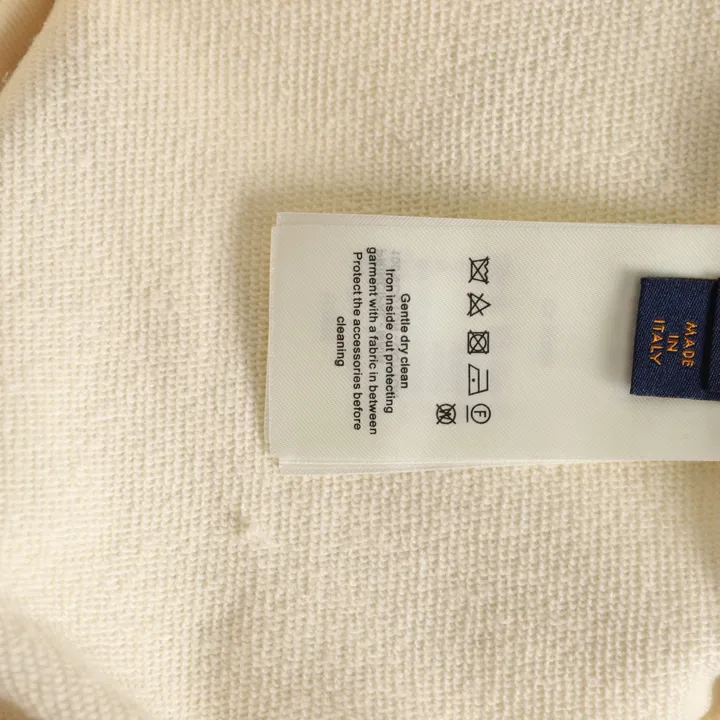 Gentle dry clean
Iron inside out protecting
garment with a fabric in between
Protect the accessories before
cleaning
F
W
MADE
IN
ITALY